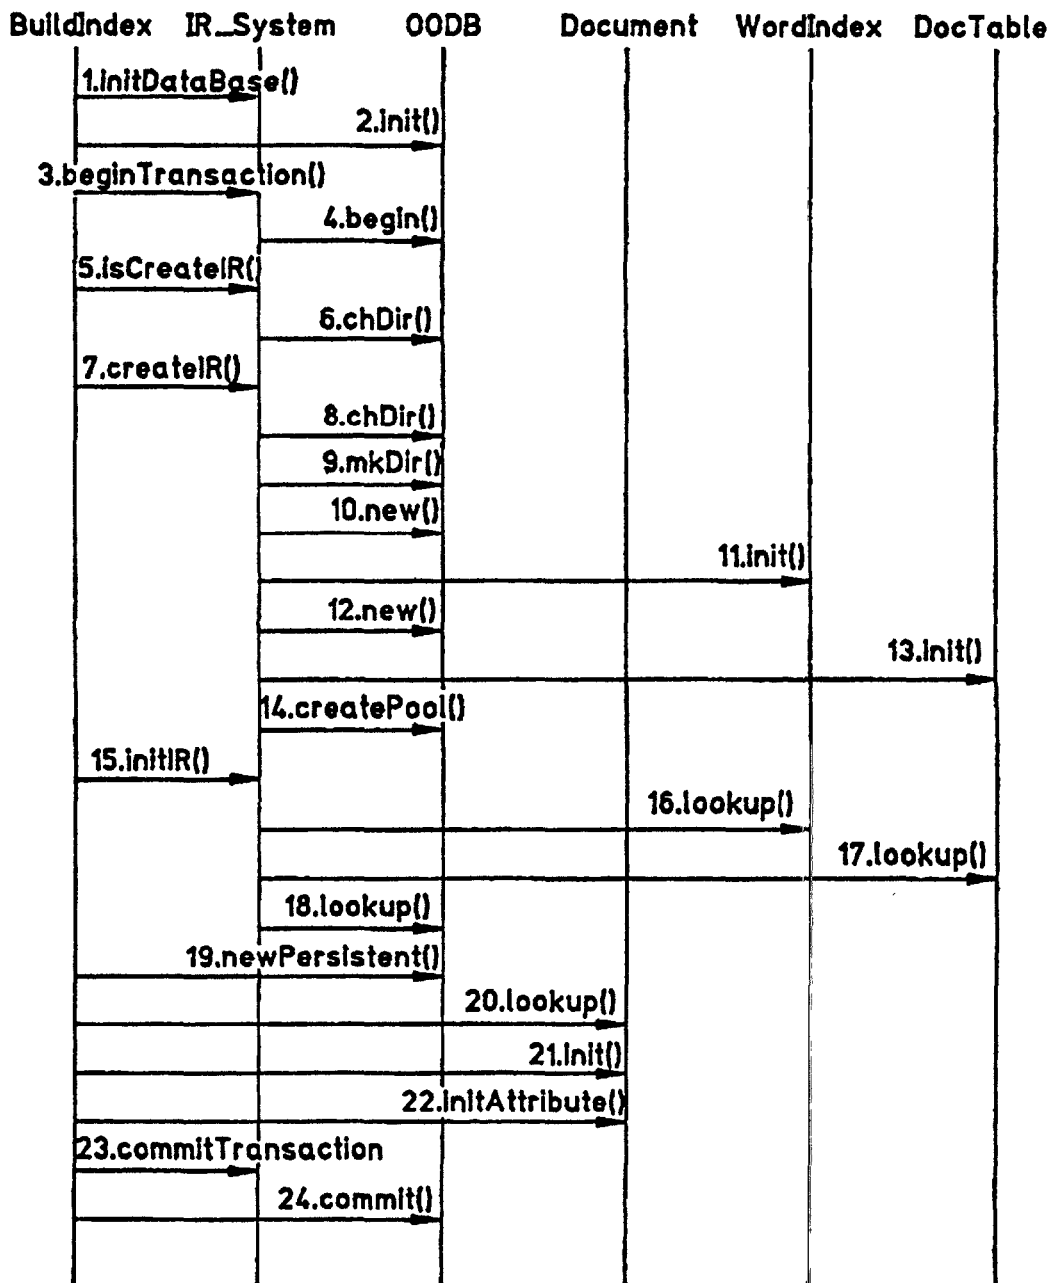 BuildIndex IR_System OODB Document WordIndex DocTable
1.initDataBase()
2.init()
3.beginTransaction()
4.begin()
5.isCreateIR()
6.chDir()
7.createIR()
8.chDir()
9.mkDir()
10.new()
11.init()
12.new()
13.init()
14.createPool()
15.initIR()
16.lookup()
17.lookup()
18.lookup()
19.newPersistent()
20.lookup()
21.init()
22.initAttribute()
23.commitTransaction
24.commit()